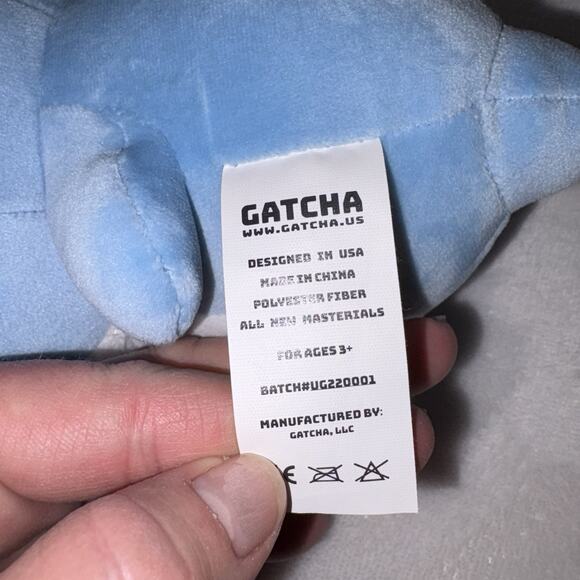 GATCHA
WWW.GATCHA.US
DESIGNED IN USA
MADE IN CHINA
POLYESTER FIBER
ALL NEW MASTERIALS
FOR AGES 3+
BATCH#UG220001
MANUFACTURED BY:
GATCHA, LLC
CE